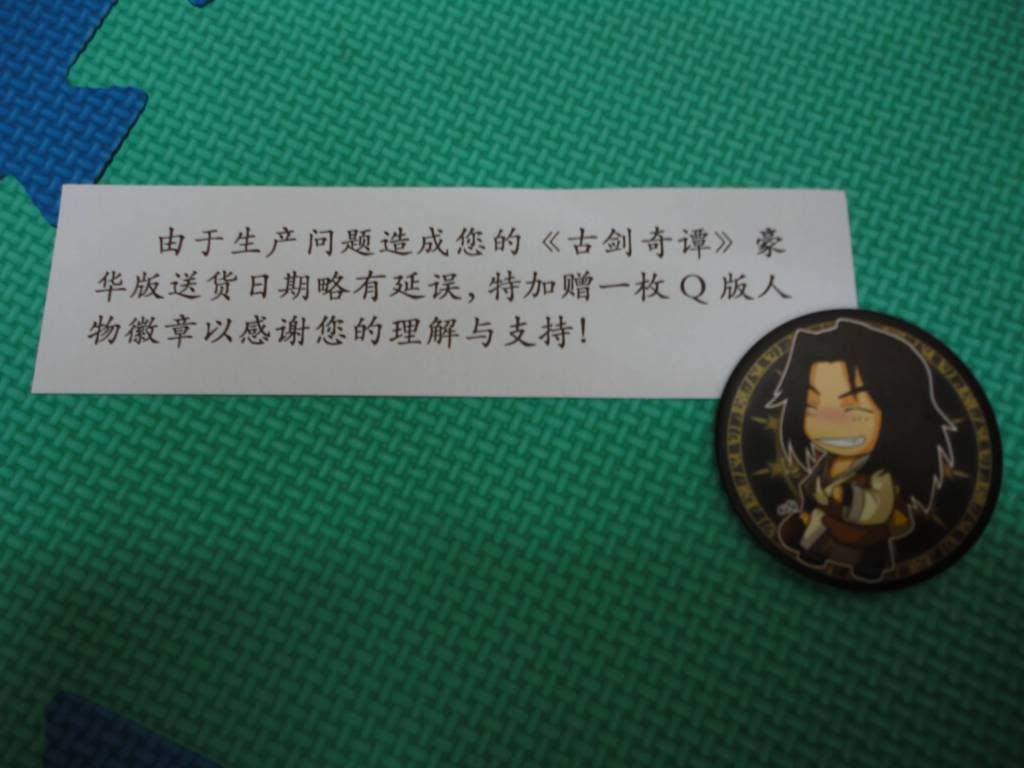 由于生产问题造成您的《古剑奇谭》豪
华版送货日期略有延误,特加赠一枚 Q 版人
物徽章以感谢您的理解与支持!